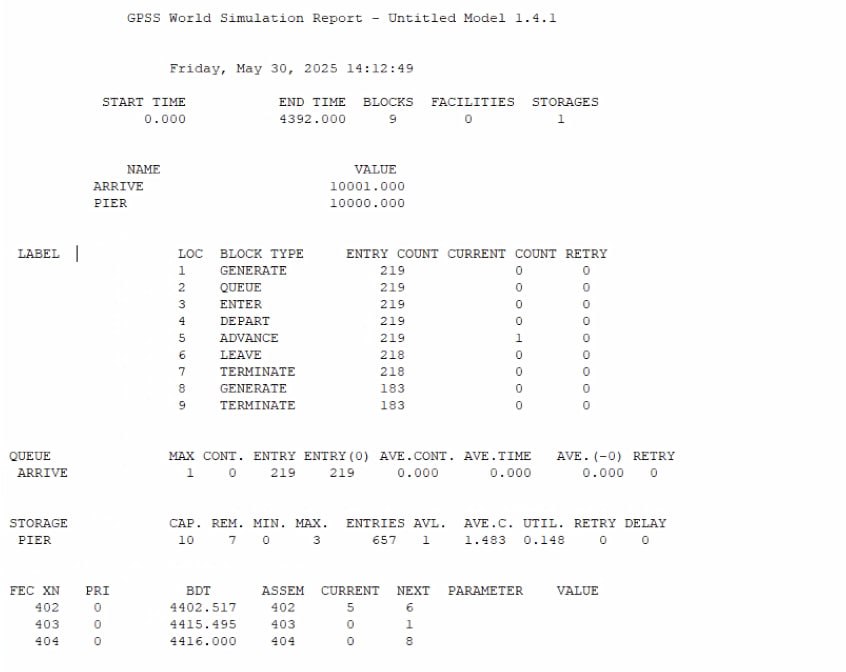 GPSS World Simulation Report - Untitled Model 1.4.1
Friday, May 30, 2025 14:12:49
START TIME END TIME BLOCKS FACILITIES STORAGES
0.000 4392.000 9 0 1
NAME VALUE
ARRIVE 10001.000
PIER 10000.000
LABEL LOC BLOCK TYPE ENTRY COUNT CURRENT COUNT RETRY
1 GENERATE 219 0 0
2 QUEUE 219 0 0
3 ENTER 219 0 0
4 DEPART 219 0 0
5 ADVANCE 219 1 0
6 LEAVE 218 0 0
7 TERMINATE 218 0 0
8 GENERATE 183 0 0
9 TERMINATE 183 0 0
QUEUE MAX CONT. ENTRY ENTRY(0) AVE.CONT. AVE.TIME AVE.(-0) RETRY
ARRIVE 1 0 219 219 0.000 0.000 0.000 0
STORAGE CAP. REM. MIN. MAX. ENTRIES AVL. AVE.C. UTIL. RETRY DELAY
PIER 10 7 0 3 657 1 1.483 0.148 0 0
FEC XN PRI BDT ASSEM CURRENT NEXT PARAMETER VALUE
402 0 4402.517 402 5 6
403 0 4415.495 403 0 1
404 0 4416.000 404 0 8